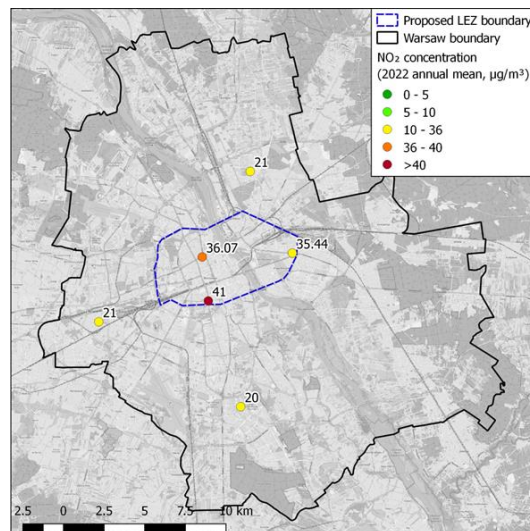 Proposed LEZ boundary
Warsaw boundary
NO₂ concentration
(2022 annual mean, µg/m³)
0 - 5
5 - 10
10 - 36
36 - 40
>40
21
36.07
35.44
41
21
20
2.5 0 2.5 5 7.5 10 km